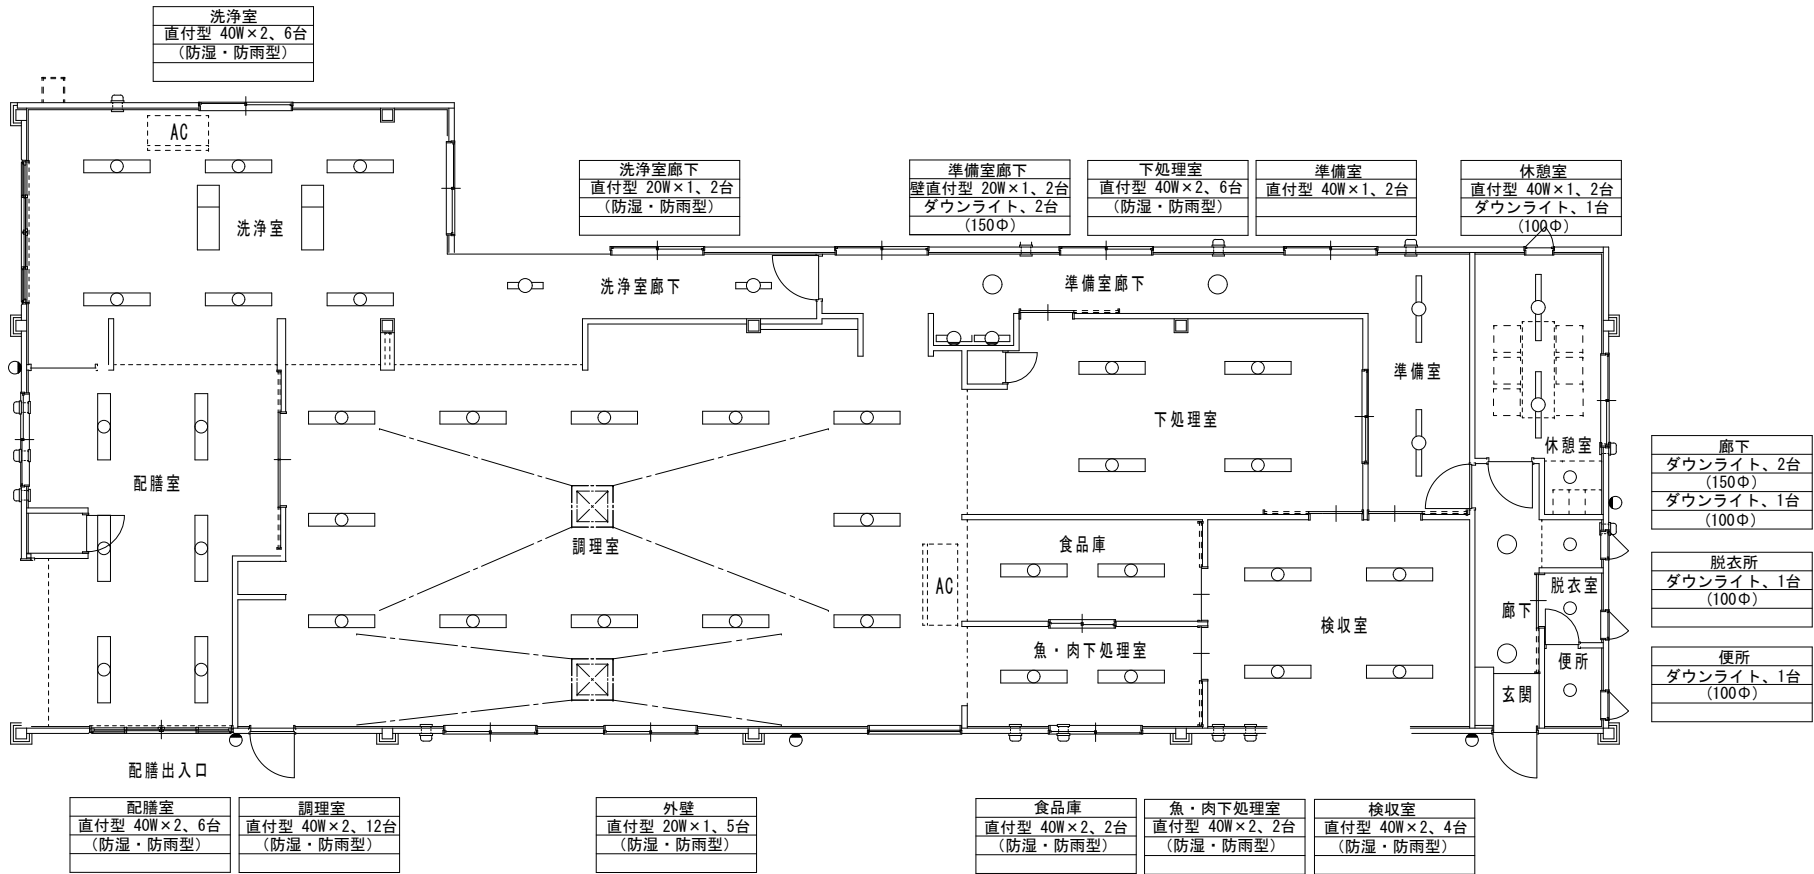 洗浄室
直付型 40W×2、6台
(防湿・防雨型)
洗浄室廊下
直付型 20W×1、2台
(防湿・防雨型)
準備室廊下
壁直付型 20W×1、2台
ダウンライト、2台
(150Φ)
下処理室
直付型 40W×2、6台
(防湿・防雨型)
準備室
直付型 40W×1、2台
休憩室
直付型 40W×1、2台
ダウンライト、1台
(100Φ)
AC
洗浄室
洗浄室廊下
準備室廊下
準備室
下処理室
休憩室
配膳室
調理室
食品庫
AC
脱衣室
廊下
検収室
魚・肉下処理室
便所
玄関
配膳出入口
廊下
ダウンライト、2台
(150Φ)
ダウンライト、1台
(100Φ)
脱衣所
ダウンライト、1台
(100Φ)
便所
ダウンライト、1台
(100Φ)
配膳室
直付型 40W×2、6台
(防湿・防雨型)
調理室
直付型 40W×2、12台
(防湿・防雨型)
外壁
直付型 20W×1、5台
(防湿・防雨型)
食品庫
直付型 40W×2、2台
(防湿・防雨型)
魚・肉下処理室
直付型 40W×2、2台
(防湿・防雨型)
検収室
直付型 40W×2、4台
(防湿・防雨型)